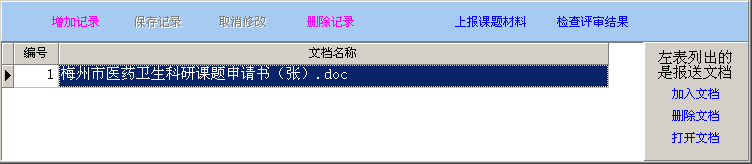 增加记录 保存记录 取消修改 删除记录 上报课题材料 检查评审结果
编号 文档名称
1 梅州市医药卫生科研课题申请书（张）.doc
左表列出的
是报送文档
加入文档
删除文档
打开文档